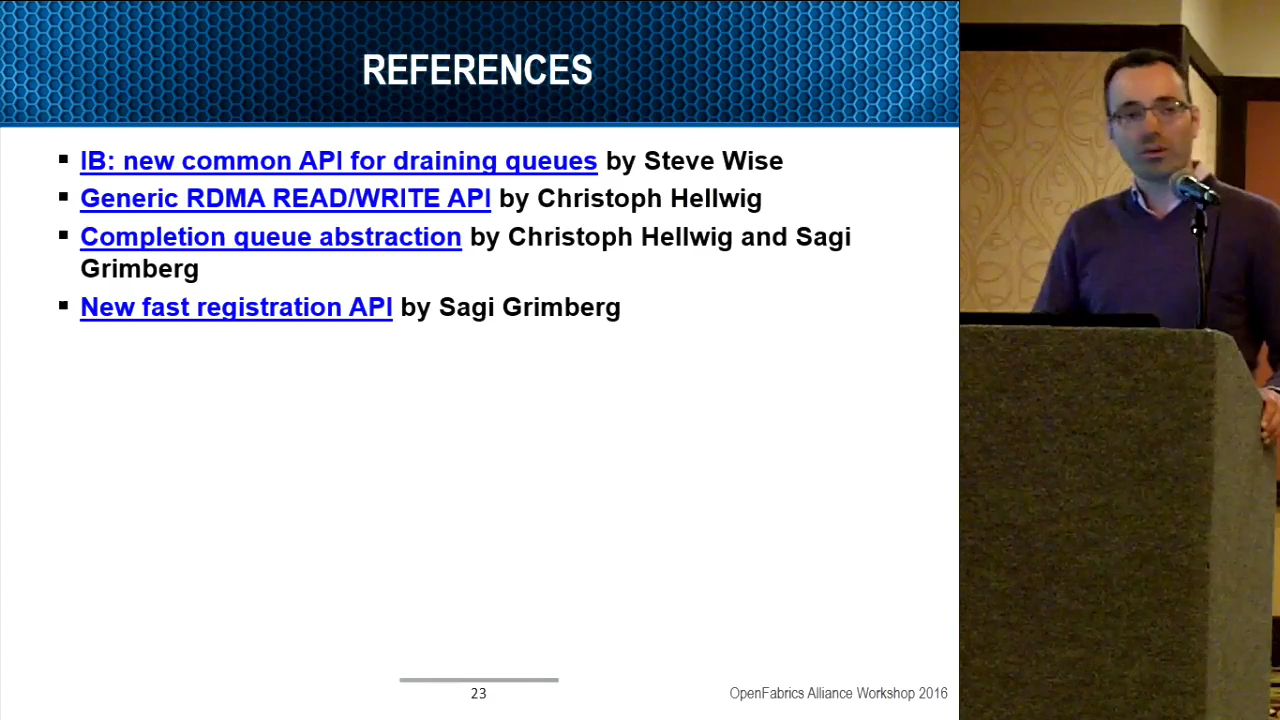 REFERENCES
IB: new common API for draining queues by Steve Wise
Generic RDMA READ/WRITE API by Christoph Hellwig
Completion queue abstraction by Christoph Hellwig and Sagi
Grimberg
New fast registration API by Sagi Grimberg
23
OpenFabrics Alliance Workshop 2016